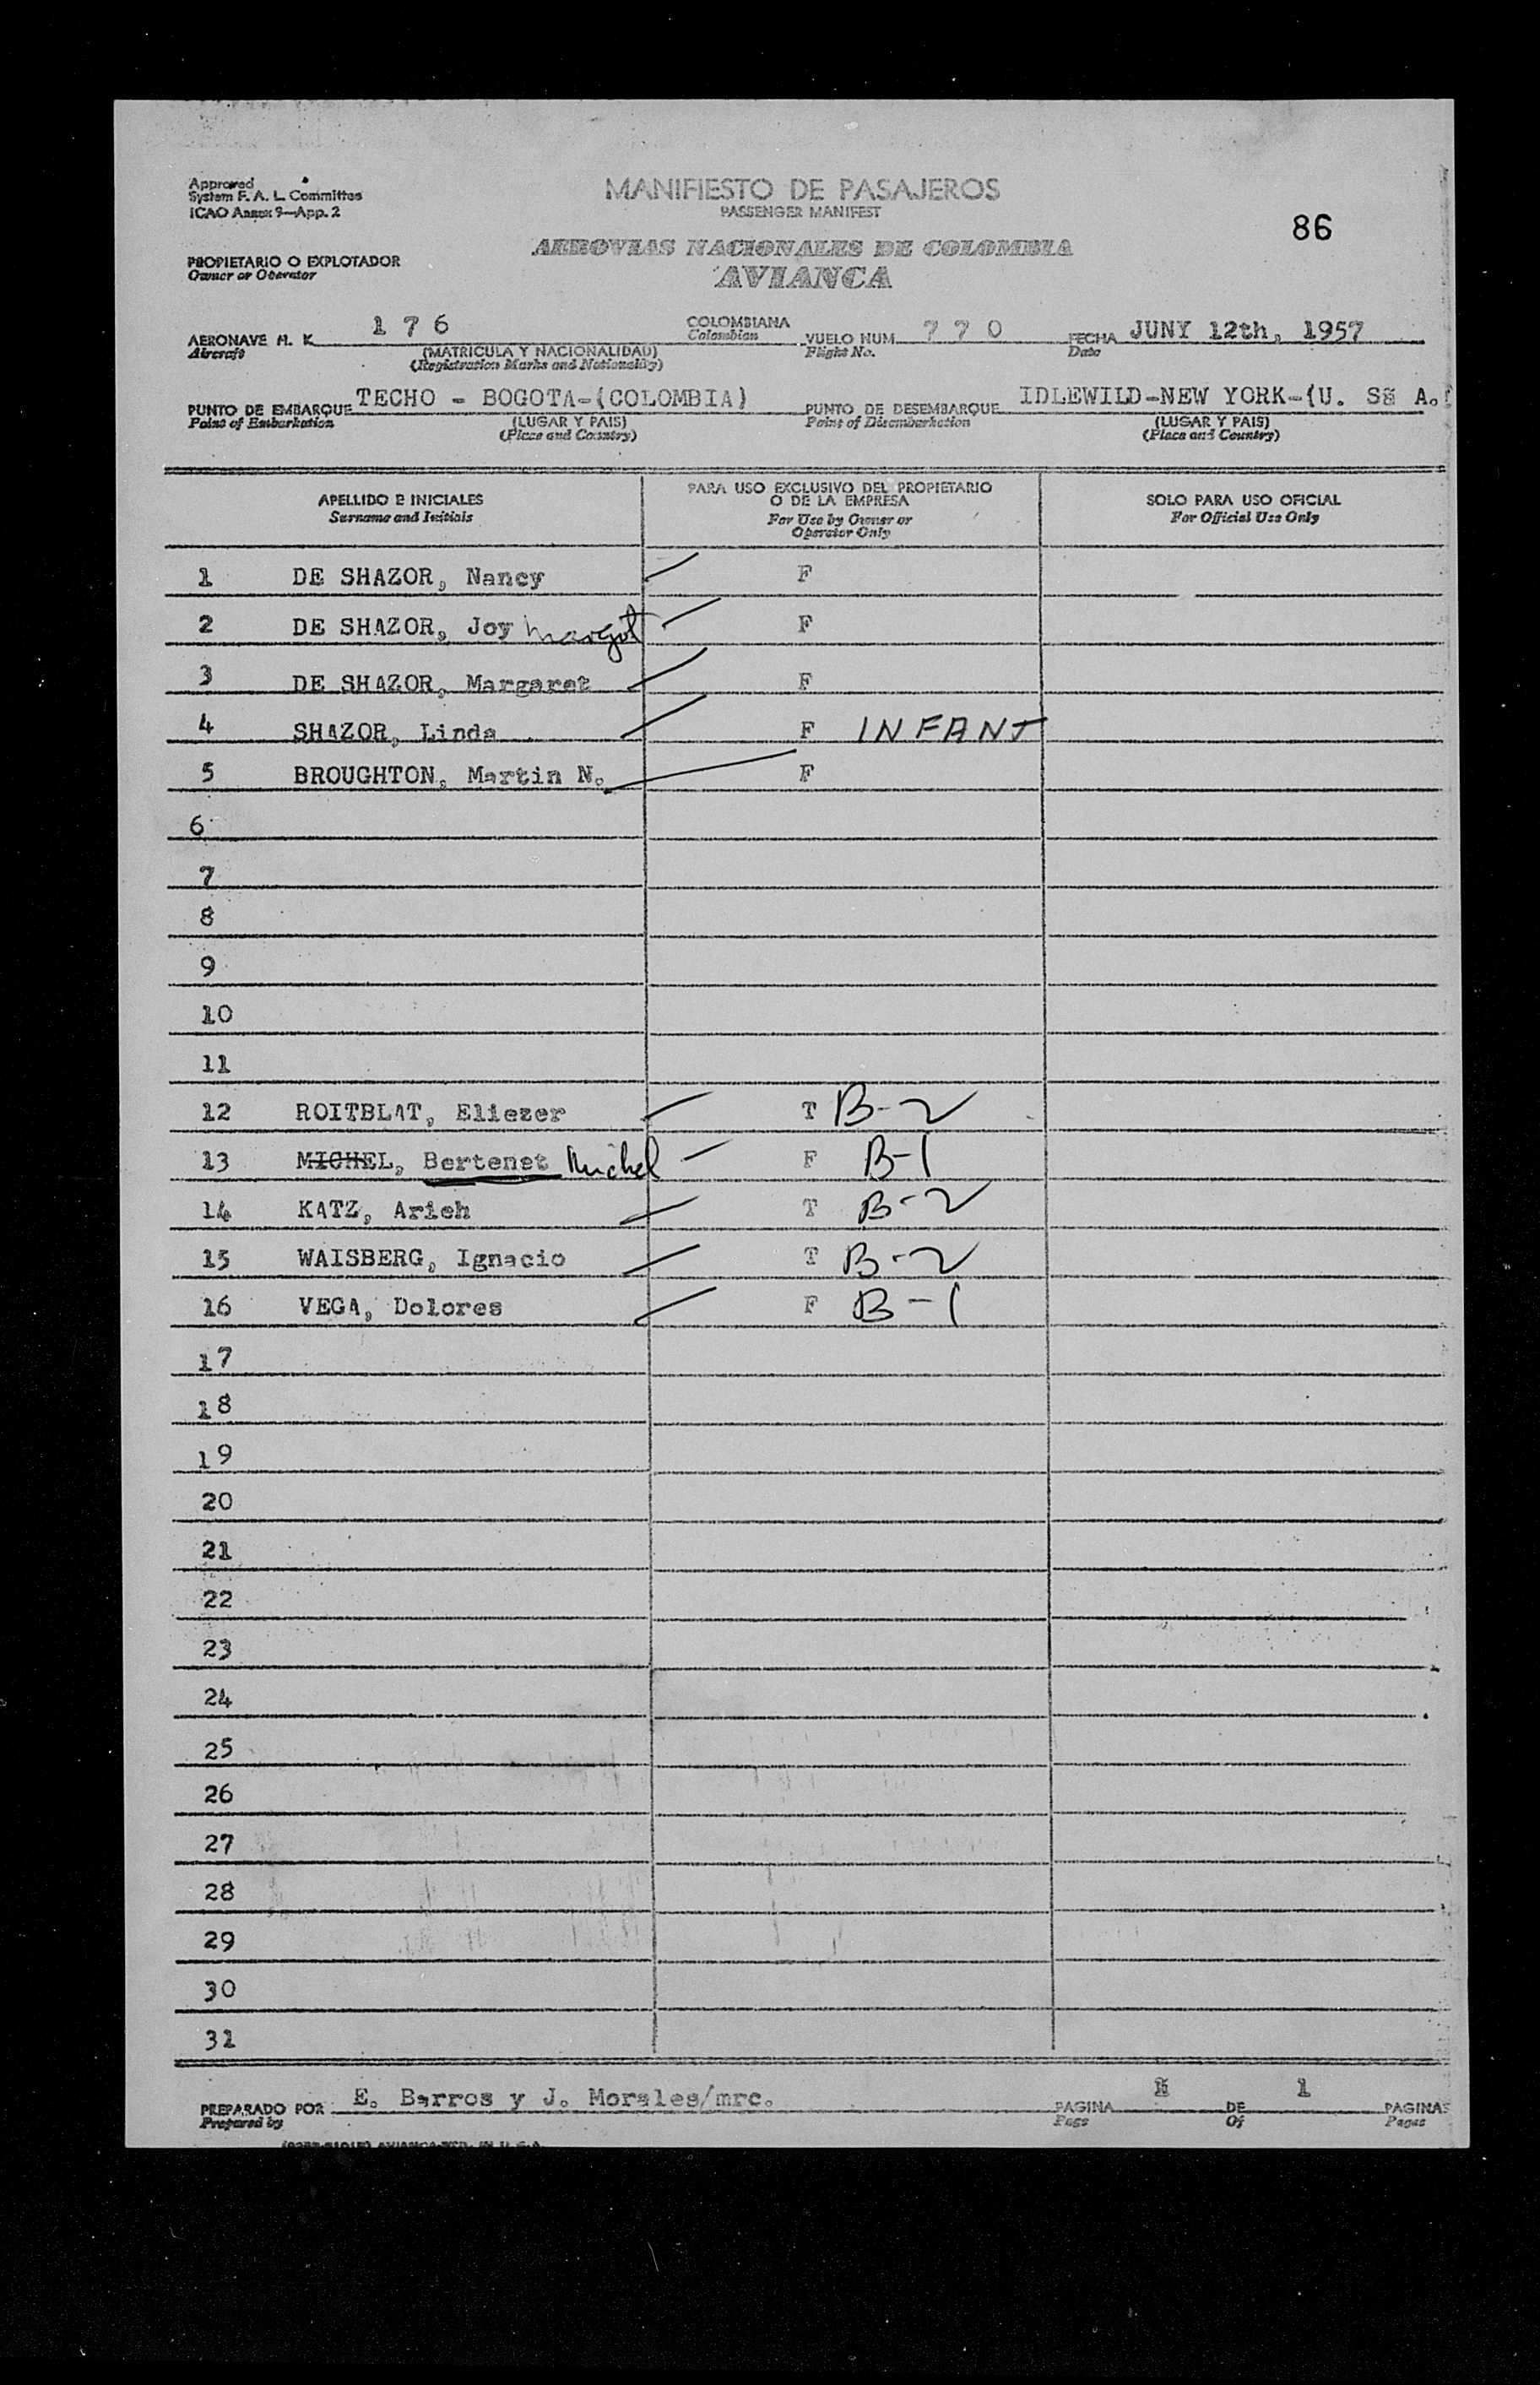 Approved
System F. A. L. Committee
ICAO Annex 9—App. 2
MANIFIESTO DE PASAJEROS
PASSENGER MANIFEST
86
AEROVIAS NACIONALES DE COLOMBIA
AVIANCA
PROPIETARIO O EXPLOTADOR
Owner or Operator
AERONAVE H. K. 1 7 6 COLOMBIANA VUELO NUM. 7 7 0 FECHA JUNY 12th, 1957
Aircraft (MATRICULA Y NACIONALIDAD) Colombian Flight No. Date
(Registration Marks and Nationality)
PUNTO DE EMBARQUE TECHO - BOGOTA-(COLOMBIA) PUNTO DE DESEMBARQUE IDLEWILD-NEW YORK-(U. S A.
Point of Embarkation (LUGAR Y PAIS) Point of Disembarkation (LUGAR Y PAIS)
(Place and Country) (Place and Country)
APELLIDO E INICIALES
Surname and Initials
PARA USO EXCLUSIVO DEL PROPIETARIO
O DE LA EMPRESA
For Use by Owner or
Operator Only
SOLO PARA USO OFICIAL
For Official Use Only
1 DE SHAZOR, Nancy F
2 DE SHAZOR, Joy Margot F
3 DE SHAZOR, Margaret F
4 SHAZOR, Linda F INFANT
5 BROUGHTON, Martin N. F
6
7
8
9
10
11
12 ROITBLAT, Eliezer T B-2
13 MICHEL, Bertenet Michel F B-1
14 KATZ, Arieh T B-2
15 WAISBERG, Ignacio T B-2
16 VEGA, Dolores F B-1
17
18
19
20
21
22
23
24
25
26
27
28
29
30
31
PREPARADO POR E. Barros y J. Morales/mrc. PAGINA DE 1 PAGINAS
Prepared by Page Of Pages